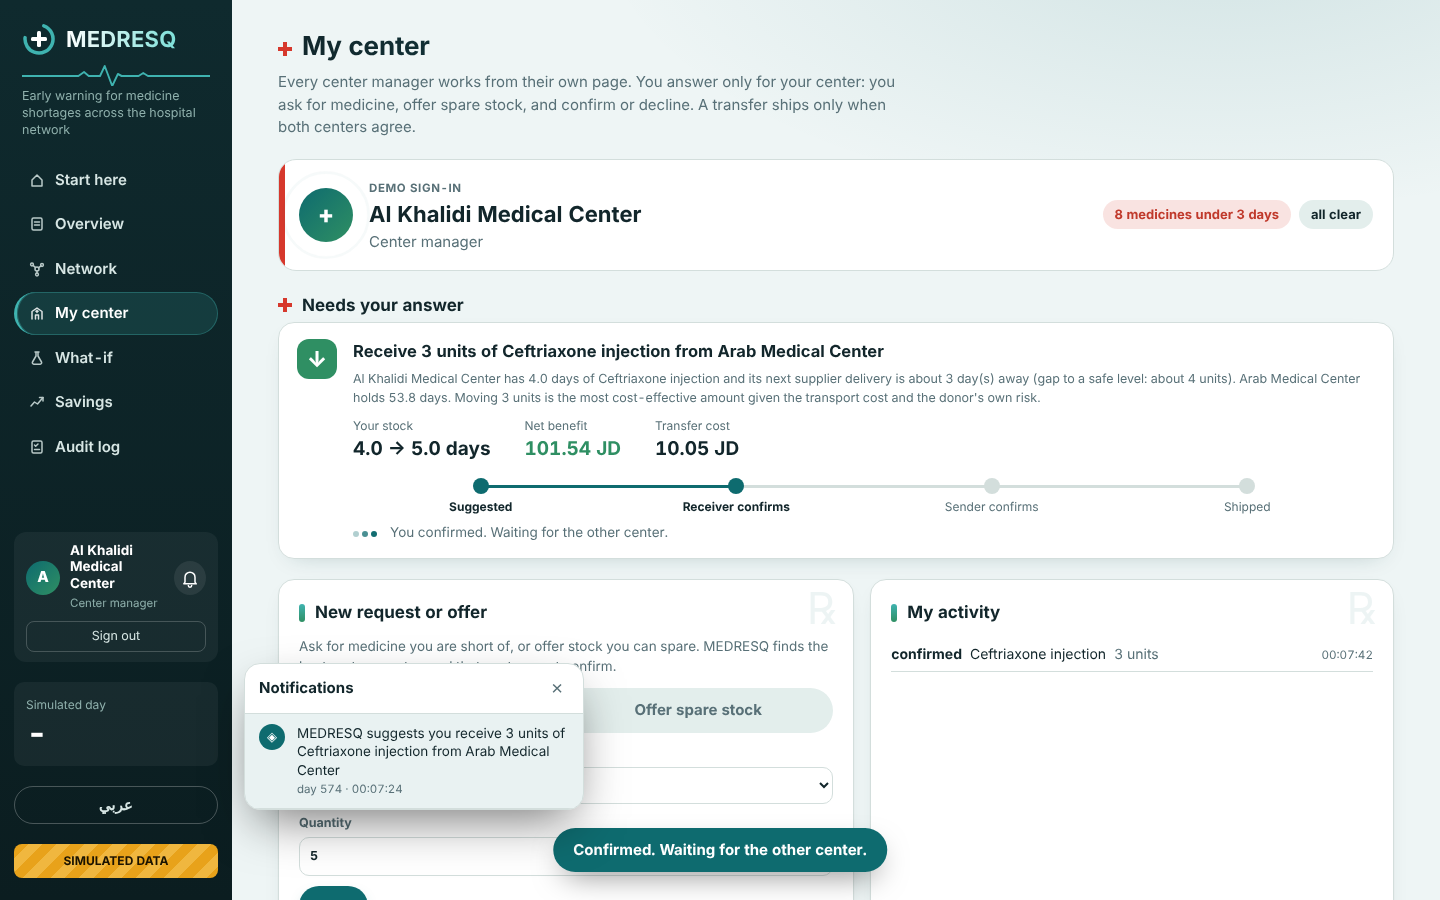 MEDRESQ
Early warning for medicine
shortages across the hospital
network
Start here
Overview
Network
My center
What-if
Savings
Audit log
A
Al Khalidi
Medical
Center
Center manager
Sign out
Simulated day
-
عربي
SIMULATED DATA
My center
Every center manager works from their own page. You answer only for your center: you
ask for medicine, offer spare stock, and confirm or decline. A transfer ships only when
both centers agree.
DEMO SIGN-IN
Al Khalidi Medical Center
Center manager
8 medicines under 3 days
all clear
Needs your answer
Receive 3 units of Ceftriaxone injection from Arab Medical Center
Al Khalidi Medical Center has 4.0 days of Ceftriaxone injection and its next supplier delivery is about 3 day(s) away (gap to a safe level: about 4 units). Arab Medical Center
holds 53.8 days. Moving 3 units is the most cost-effective amount given the transport cost and the donor's own risk.
Your stock
4.0 → 5.0 days
Net benefit
101.54 JD
Transfer cost
10.05 JD
Suggested
Receiver confirms
Sender confirms
Shipped
You confirmed. Waiting for the other center.
New request or offer
℞
Ask for medicine you are short of, or offer stock you can spare. MEDRESQ finds the
Offer spare stock
Quantity
5
My activity
℞
confirmed Ceftriaxone injection 3 units 00:07:42
Notifications
×
MEDRESQ suggests you receive 3 units of
Ceftriaxone injection from Arab Medical
Center
day 574 · 00:07:24
Confirmed. Waiting for the other center.